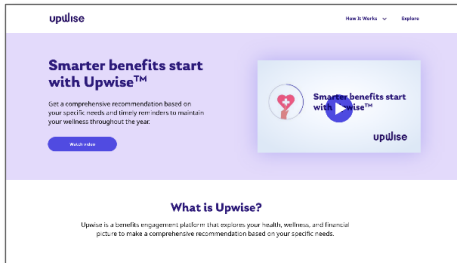 upwise
How it Works
Explore
Smarter benefits start
with Upwise™
Get a comprehensive recommendation based on
your specific needs and timely reminders to maintain
your wellness throughout the year.
Watch video
Smarter benefits start
with wise™
upwise
What is Upwise?
Upwise is a benefits engagement platform that explores your health, wellness, and financial
picture to make a comprehensive recommendation based on your specific needs.